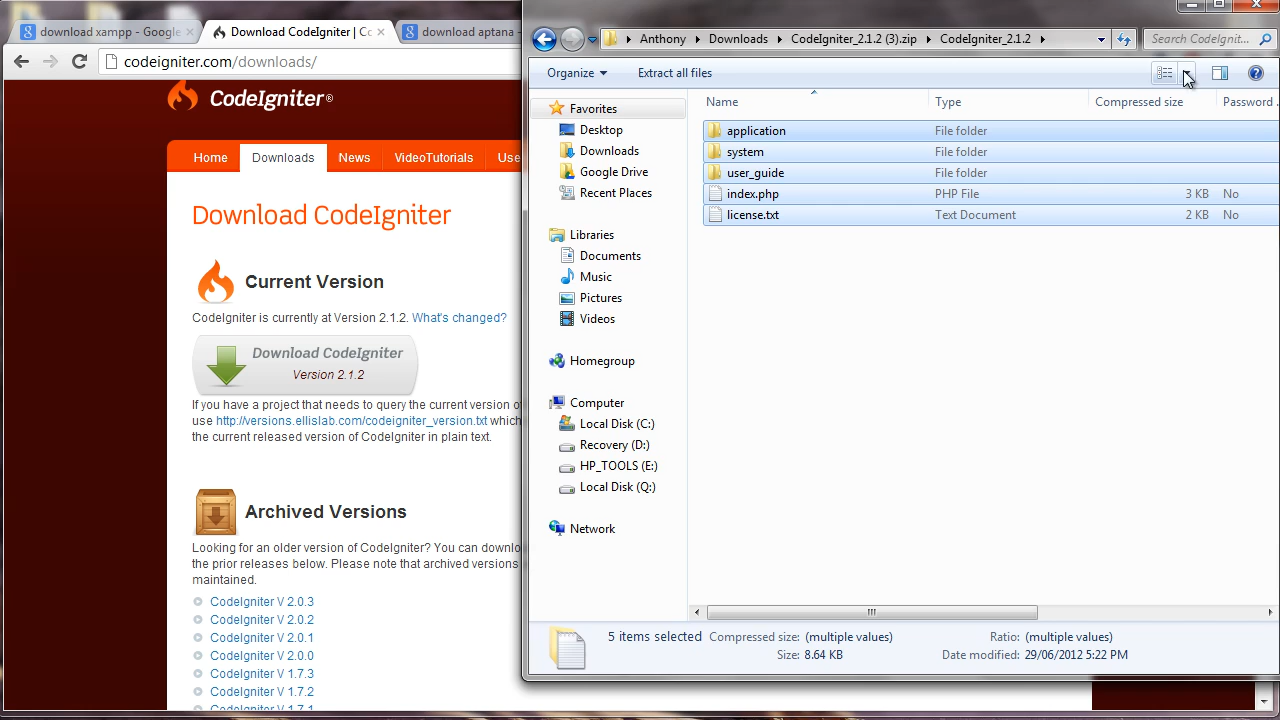 download xampp - Google
Download CodeIgniter | Co
download aptana -
codeigniter.com/downloads/
CodeIgniter®
Home
Downloads
News
VideoTutorials
Use
Download CodeIgniter
Current Version
CodeIgniter is currently at Version 2.1.2. What's changed?
Download CodeIgniter
Version 2.1.2
If you have a project that needs to query the current version of
use http://versions.ellislab.com/codeigniter_version.txt which
the current released version of CodeIgniter in plain text.
Archived Versions
Looking for an older version of CodeIgniter? You can downlo
the prior releases below. Please note that archived versions
maintained.
CodeIgniter V 2.0.3
CodeIgniter V 2.0.2
CodeIgniter V 2.0.1
CodeIgniter V 2.0.0
CodeIgniter V 1.7.3
CodeIgniter V 1.7.2
CodeIgniter V 1.7.1
Anthony
Downloads
CodeIgniter_2.1.2 (3).zip
CodeIgniter_2.1.2
Search CodeIgnit...
Organize
Extract all files
Favorites
Desktop
Downloads
Google Drive
Recent Places
Libraries
Documents
Music
Pictures
Videos
Homegroup
Computer
Local Disk (C:)
Recovery (D:)
HP_TOOLS (E:)
Local Disk (Q:)
Network
Name Type Compressed size Password
application File folder
system File folder
user_guide File folder
index.php PHP File 3 KB No
license.txt Text Document 2 KB No
5 items selected Compressed size: (multiple values) Ratio: (multiple values)
Size: 8.64 KB Date modified: 29/06/2012 5:22 PM